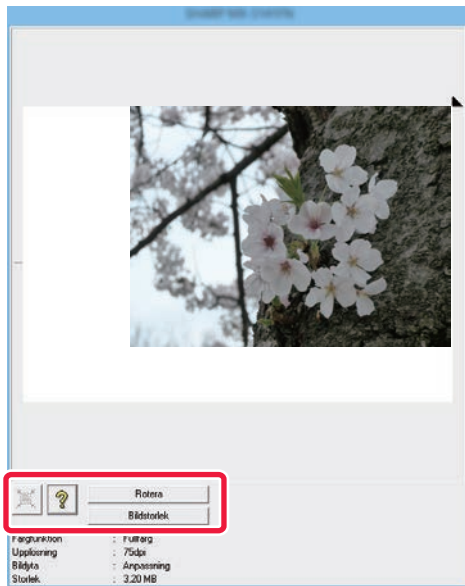 ?
Rotera
Bildstorlek
Färgfunktion : Fullfärg
Upplösning : 75dpi
Bildyta : Anpassning
Storlek : 3.20 MB